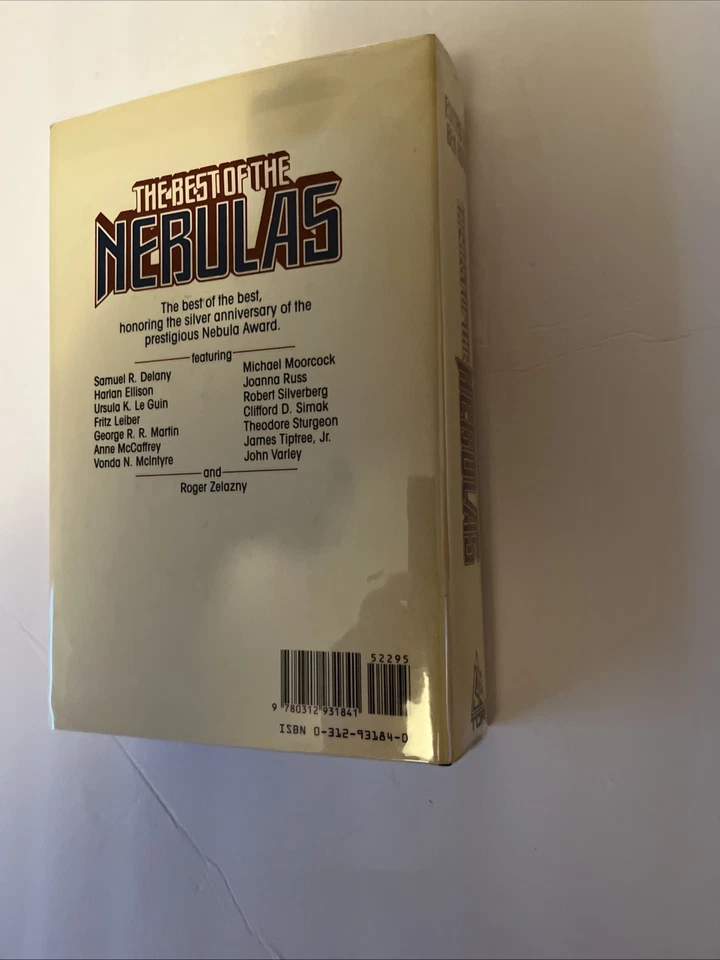 THE BEST OF THE
NEBULAS
The best of the best,
honoring the silver anniversary of the
prestigious Nebula Award.
featuring
Samuel R. Delany
Harlan Ellison
Ursula K. Le Guin
Fritz Leiber
George R. R. Martin
Anne McCaffrey
Vonda N. McIntyre
Michael Moorcock
Joanna Russ
Robert Silverberg
Clifford D. Simak
Theodore Sturgeon
James Tiptree, Jr.
John Varley
and
Roger Zelazny
52295
9 780312 931841
ISBN 0-312-93184-0
NEBULAS
TOR